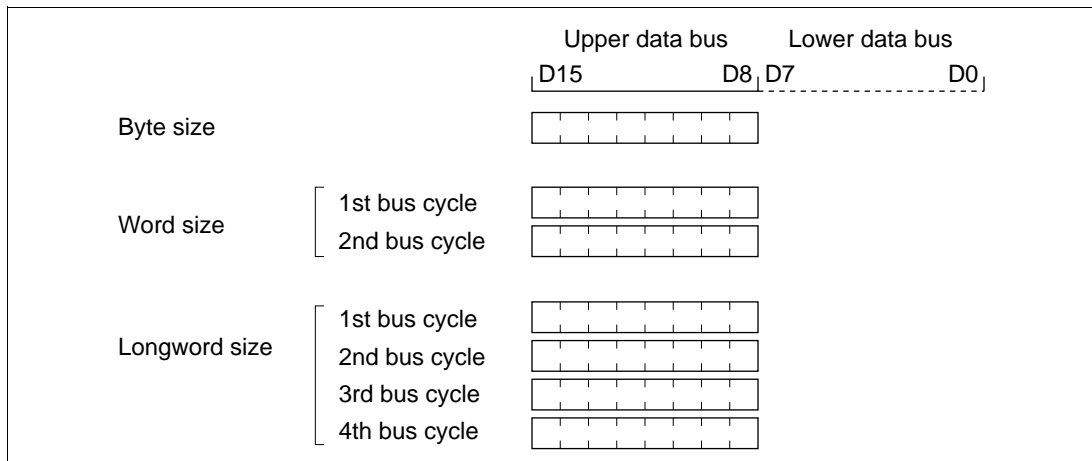 Upper data bus Lower data bus
D15 D8 D7 D0
Byte size
Word size
1st bus cycle
2nd bus cycle
Longword size
1st bus cycle
2nd bus cycle
3rd bus cycle
4th bus cycle